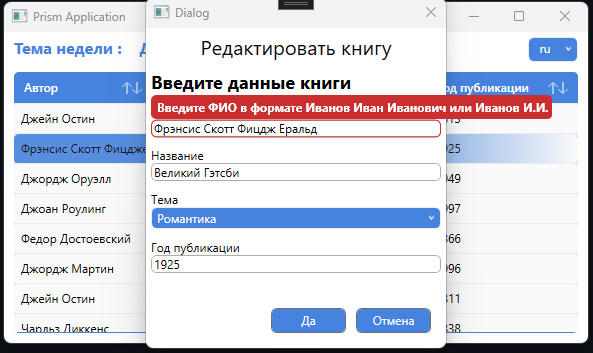 Prism Application
Dialog
Тема недели :
ru
Редактировать книгу
Введите данные книги
Введите ФИО в формате Иванов Иван Иванович или Иванов И.И.
Фрэнсис Скотт Фицдж Еральд
Название
Великий Гэтсби
Тема
Романтика
Год публикации
1925
Да
Отмена
Автор
од публикации
Джейн Остин
Фрэнсис Скотт Фицдже
925
Джордж Оруэлл
949
Джоан Роулинг
997
Федор Достоевский
866
Джордж Мартин
996
Джейн Остин
811
Чарльз Диккенс
838